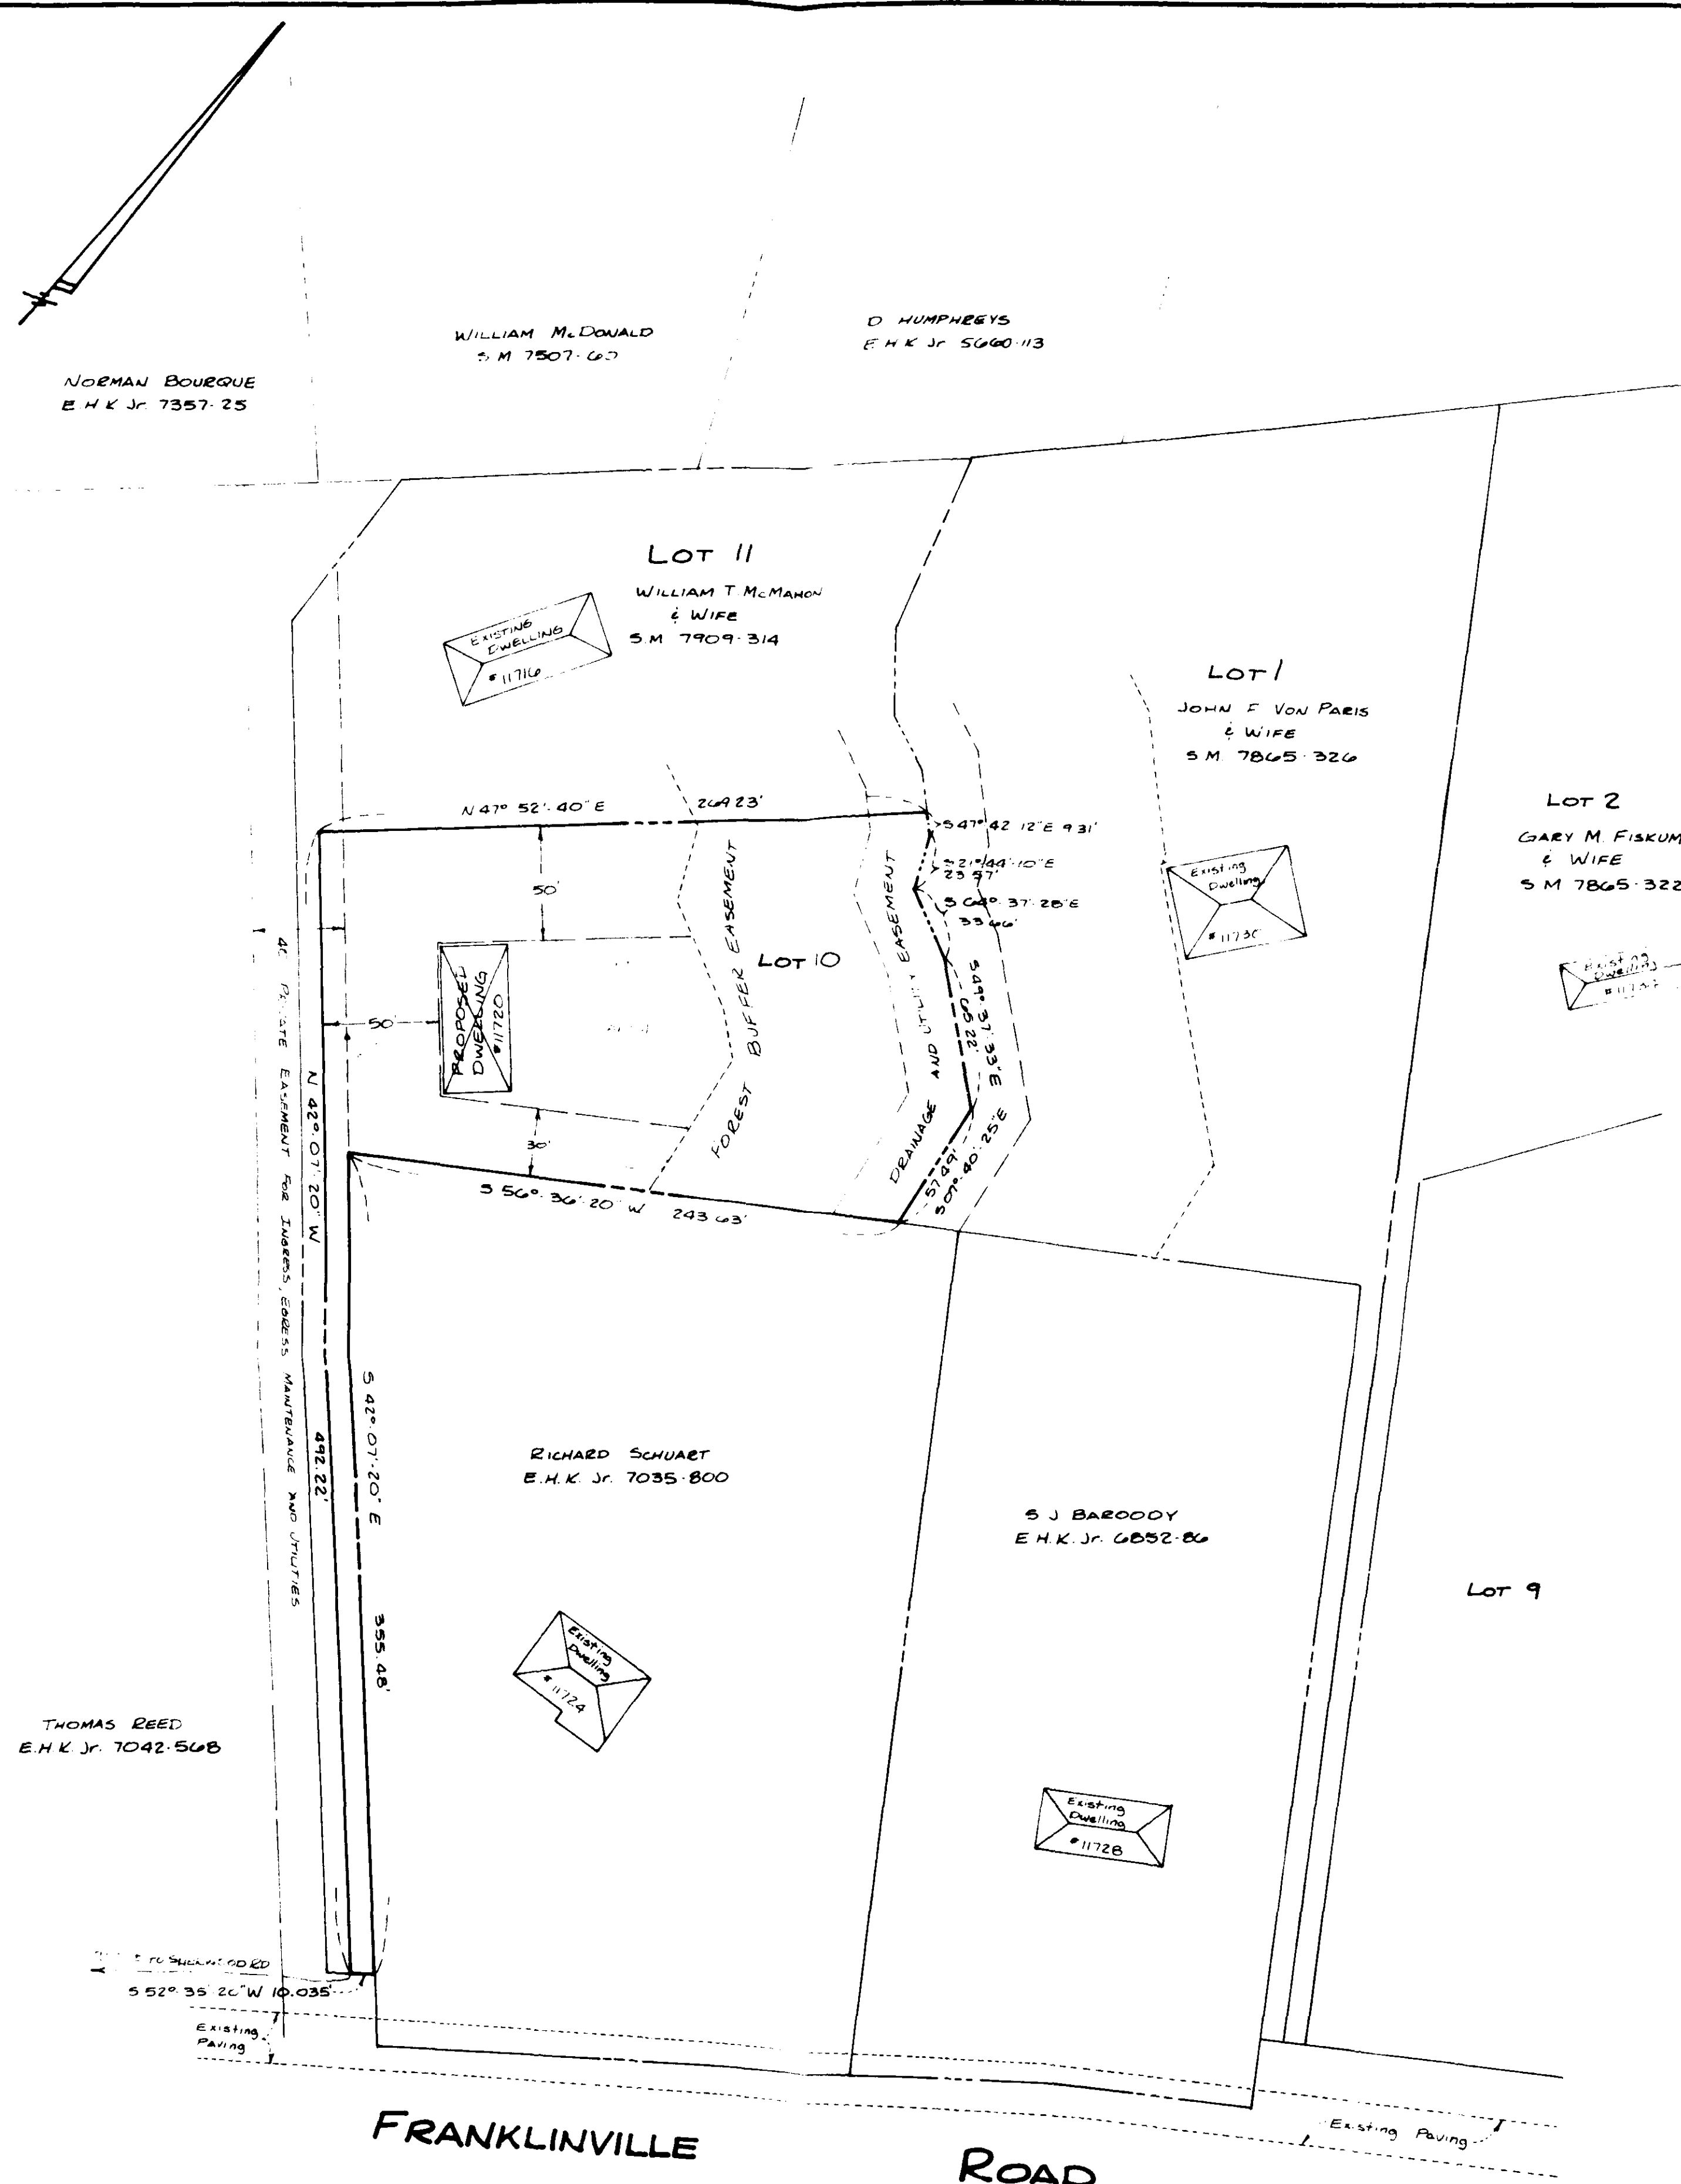 WILLIAM McDONALD
S M 7507
D HUMPHREYS
E H K Jr 5660·113
NORMAN BOURQUE
E H K Jr. 7357-25
LOT 11
WILLIAM T. McMAHON
& WIFE
S.M 7909·314
EXISTING
DWELLING
#11716
LOT 1
JOHN F VON PARIS
& WIFE
S M. 7865·326
LOT 2
GARY M. FISKUM
& WIFE
S M 7865·322
N 47° 52' 40" E 269 23'
S 47° 42 12" E 9 31'
S 21° 44' 10" E
23 57'
37' 28" E
33 66'
Existing
Dwelling
50'
FOREST BUFFER EASEMENT
LOT 10
DRAINAGE AND UTILITY EASEMENT
PROPOSED
DWELLING
#11720
50'
S 49° 37' 33" E
65 22'
Existing
Dwelling
57 49'
S 07° 40' 25" E
30'
S 56° 36' 20" W 243 63'
PRIVATE EASEMENT FOR INGRESS, EGRESS MAINTENANCE AND UTILITIES
N 42° 07' 20" W
492.22'
S 42° 07' 20" E
355.48'
RICHARD SCHUART
E.H.K. Jr. 7035·800
S J BAROODY
E H.K. Jr. 6852·86
LOT 9
Existing
Dwelling
#11724
THOMAS REED
E.H.K. Jr. 7042·568
Existing
Dwelling
#11728
S 52° 35' W 10.035'
Existing
Paving
Existing Paving
FRANKLINVILLE
ROAD